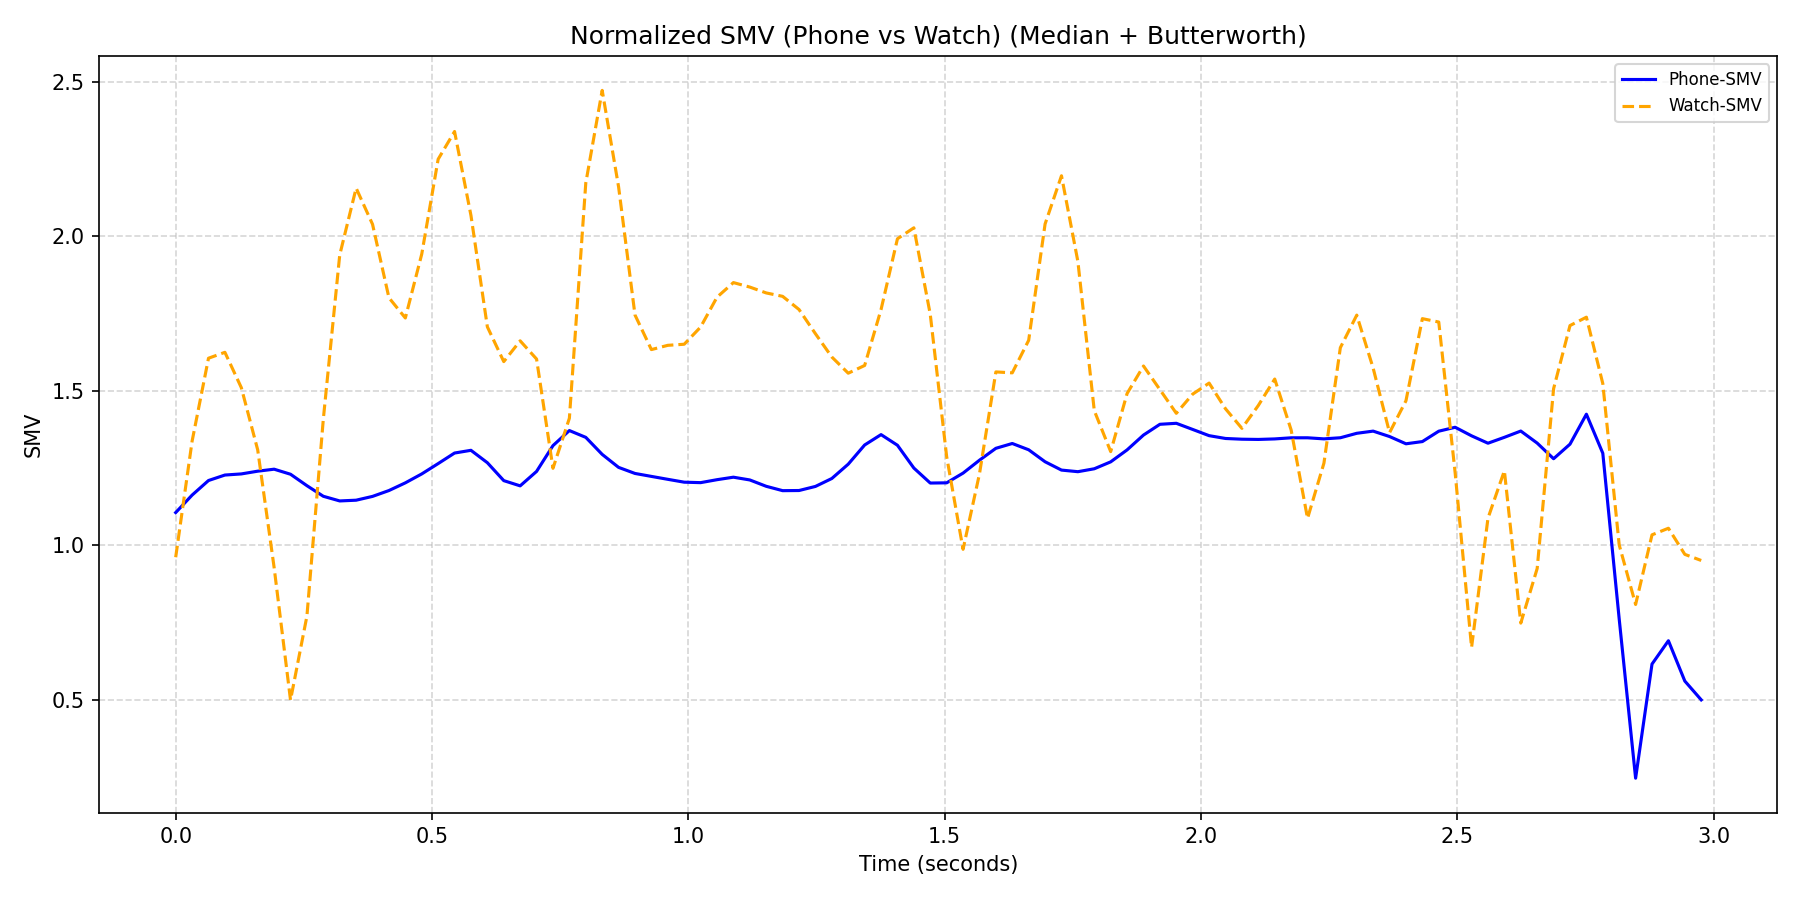 Normalized SMV (Phone vs Watch) (Median + Butterworth)
Phone-SMV
Watch-SMV
2.5
2.0
1.5
1.0
0.5
SMV
0.0 0.5 1.0 1.5 2.0 2.5 3.0
Time (seconds)